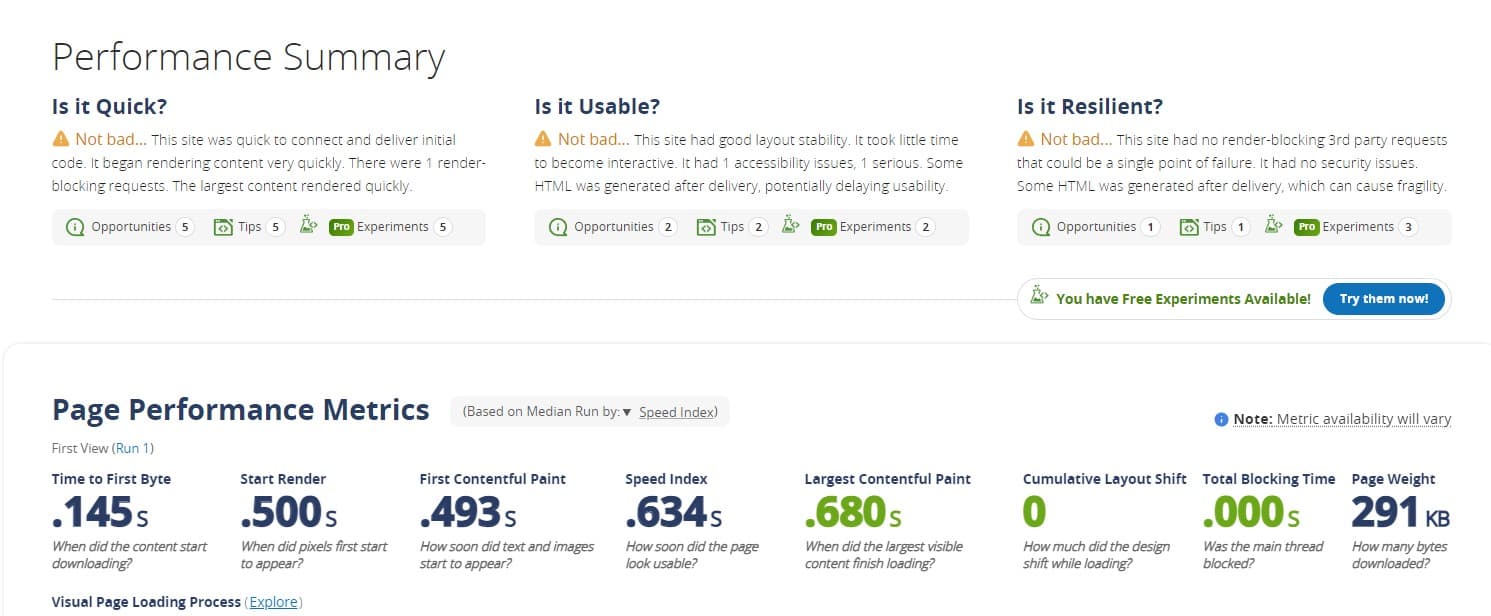 Performance Summary
Is it Quick?
Not bad... This site was quick to connect and deliver initial
code. It began rendering content very quickly. There were 1 render-
blocking requests. The largest content rendered quickly.
Opportunities 5 Tips 5 Pro Experiments 5
Is it Usable?
Not bad... This site had good layout stability. It took little time
to become interactive. It had 1 accessibility issues, 1 serious. Some
HTML was generated after delivery, potentially delaying usability.
Opportunities 2 Tips 2 Pro Experiments 2
Is it Resilient?
Not bad... This site had no render-blocking 3rd party requests
that could be a single point of failure. It had no security issues.
Some HTML was generated after delivery, which can cause fragility.
Opportunities 1 Tips 1 Pro Experiments 3
You have Free Experiments Available! Try them now!
Page Performance Metrics (Based on Median Run by:▼ Speed Index)
Note: Metric availability will vary
First View (Run 1)
Time to First Byte
.145 s
When did the content start
downloading?
Start Render
.500 s
When did pixels first start
to appear?
First Contentful Paint
.493 s
How soon did text and images
start to appear?
Speed Index
.634 s
How soon did the page
look usable?
Largest Contentful Paint
.680 s
When did the largest visible
content finish loading?
Cumulative Layout Shift
0
How much did the design
shift while loading?
Total Blocking Time
.000 s
Was the main thread
blocked?
Page Weight
291 KB
How many bytes
downloaded?
Visual Page Loading Process (Explore)